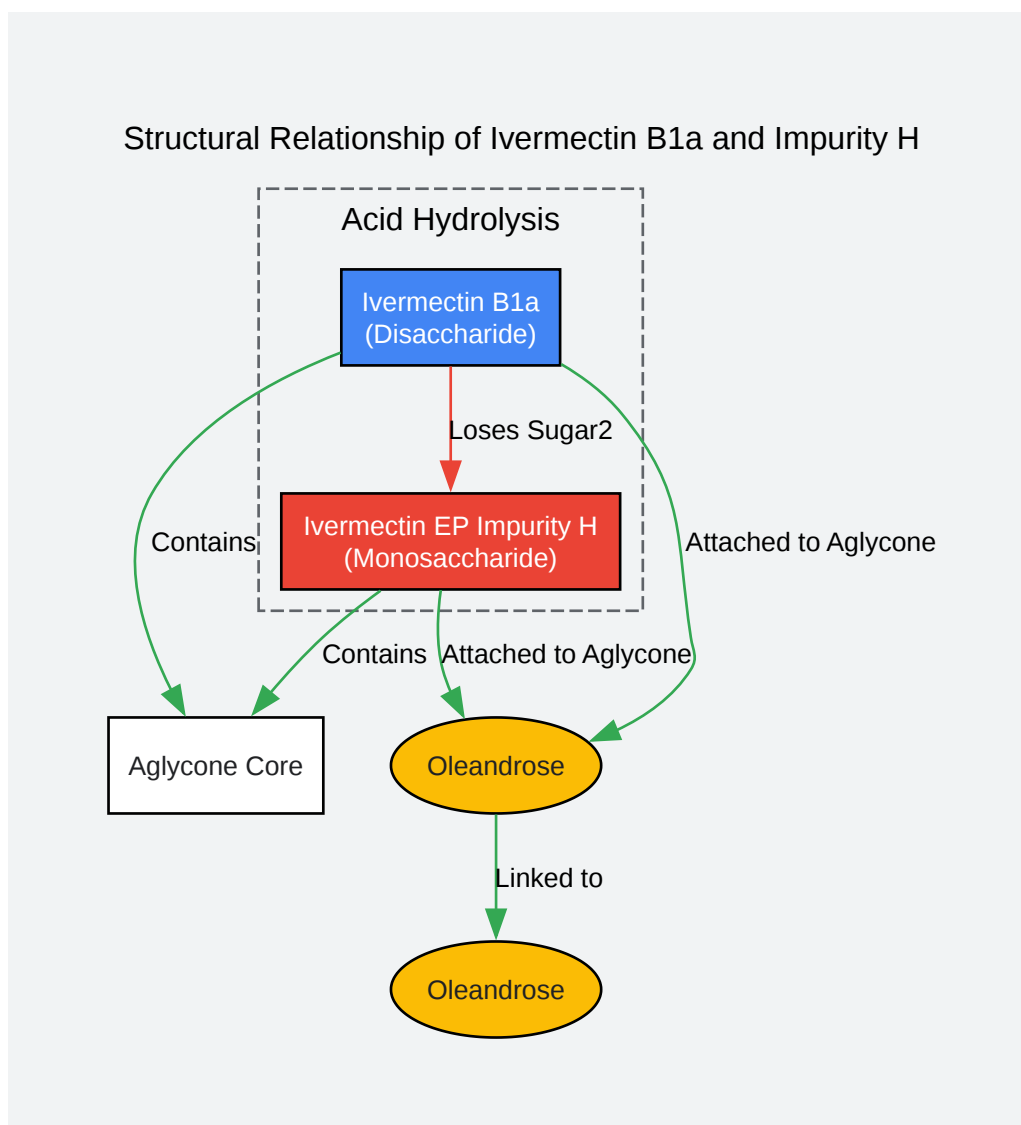 Structural Relationship of Ivermectin B1a and Impurity H
Acid Hydrolysis
Ivermectin B1a
(Disaccharide)
Loses Sugar2
Ivermectin EP Impurity H
(Monosaccharide)
Contains
Attached to Aglycone
Contains
Attached to Aglycone
Aglycone Core
Oleandrose
Linked to
Oleandrose